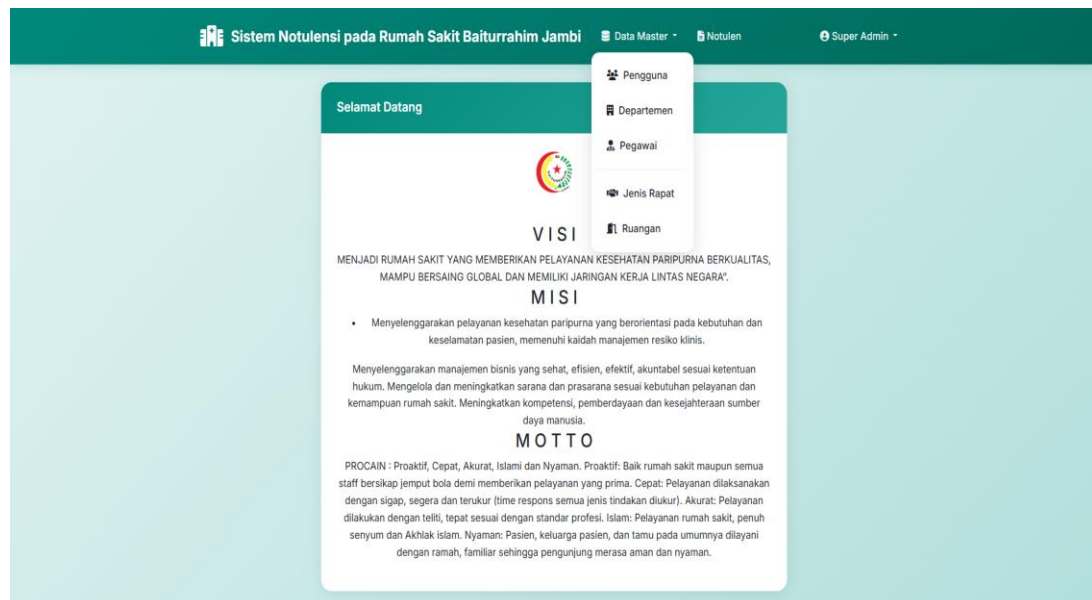 Sistem Notulensi pada Rumah Sakit Baiturrahim Jambi
Data Master
Notulen
Super Admin
Pengguna
Departemen
Pegawai
Jenis Rapat
Ruangan
Selamat Datang
VISI
MENJADI RUMAH SAKIT YANG MEMBERIKAN PELAYANAN KESEHATAN PARIPURNA BERKUALITAS,
MAMPU BERSAING GLOBAL DAN MEMILIKI JARINGAN KERJA LINTAS NEGARA".
MISI
• Menyelenggarakan pelayanan kesehatan paripurna yang berorientasi pada kebutuhan dan
keselamatan pasien, memenuhi kaidah manajemen resiko klinis.
Menyelenggarakan manajemen bisnis yang sehat, efisien, efektif, akuntabel sesuai ketentuan
hukum. Mengelola dan meningkatkan sarana dan prasarana sesuai kebutuhan pelayanan dan
kemampuan rumah sakit. Meningkatkan kompetensi, pemberdayaan dan kesejahteraan sumber
daya manusia.
MOTTO
PROCAIN : Proaktif, Cepat, Akurat, Islami dan Nyaman. Proaktif: Baik rumah sakit maupun semua
staff bersikap jemput bola demi memberikan pelayanan yang prima. Cepat: Pelayanan dilaksanakan
dengan sigap, segera dan terukur (time respons semua jenis tindakan diukur). Akurat: Pelayanan
dilakukan dengan teliti, tepat sesuai dengan standar profesi. Islam: Pelayanan rumah sakit, penuh
senyum dan Akhlak islam. Nyaman: Pasien, keluarga pasien, dan tamu pada umumnya dilayani
dengan ramah, familiar sehingga pengunjung merasa aman dan nyaman.